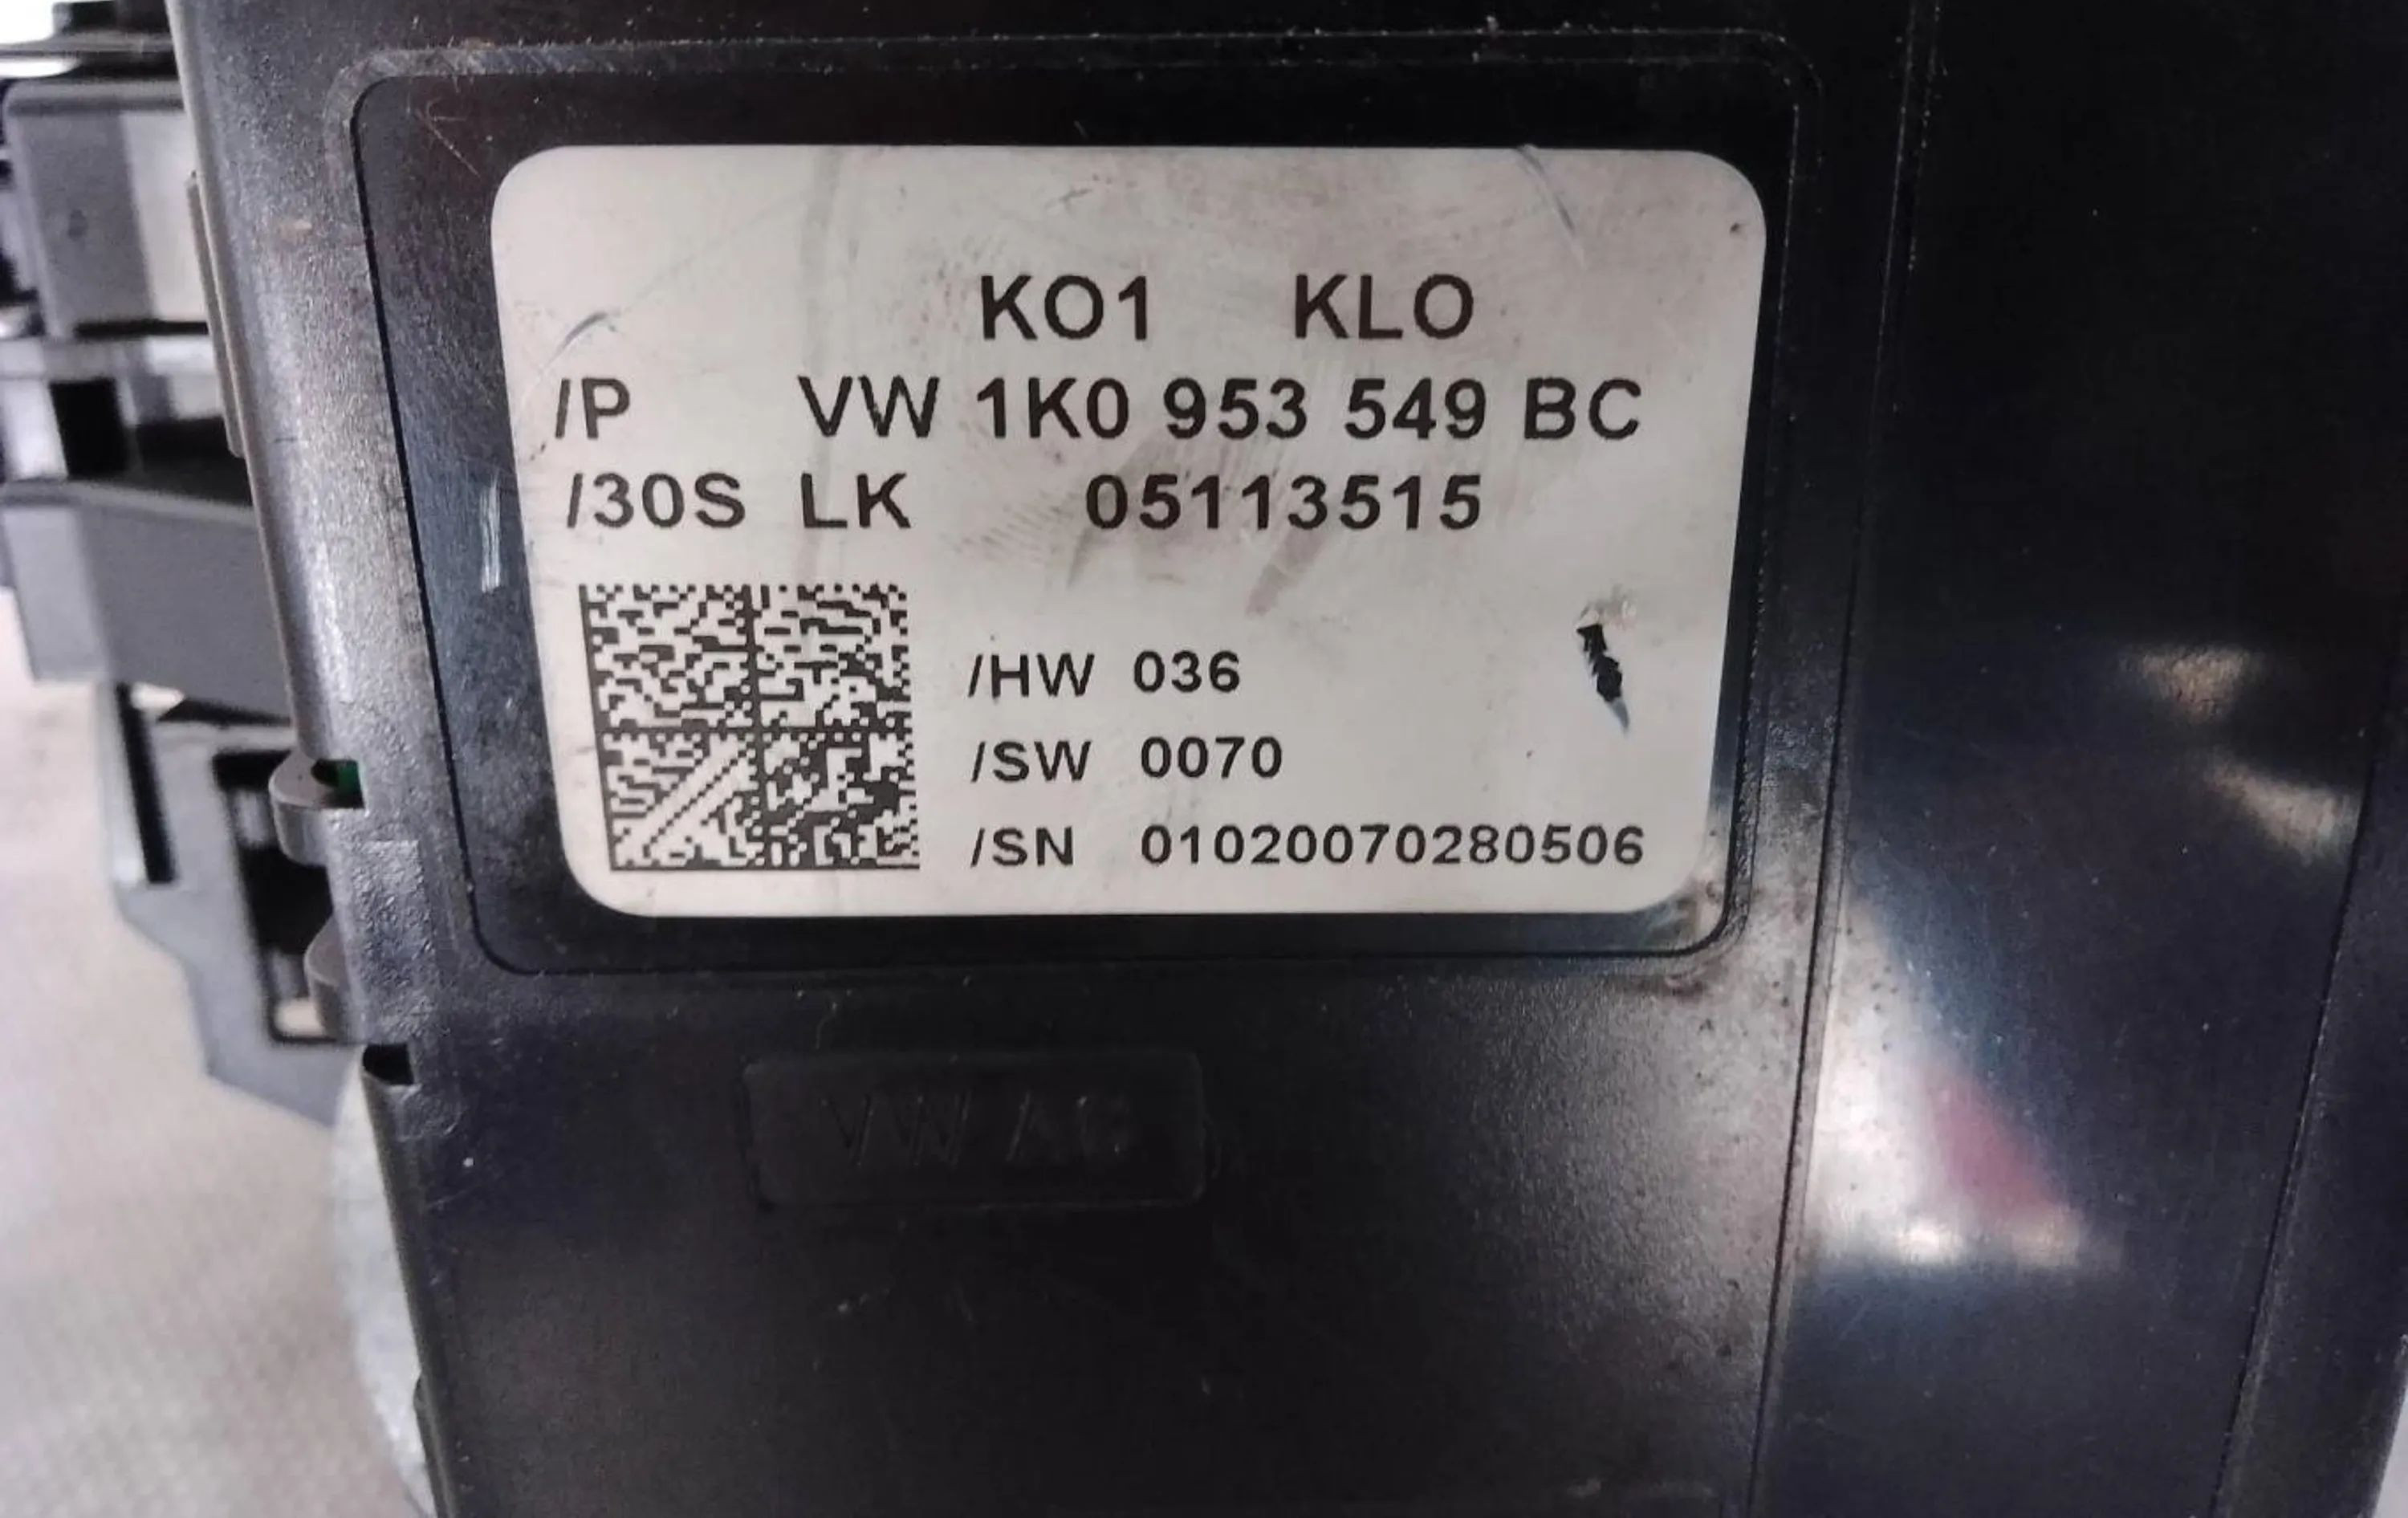 KO1 KLO
/P VW 1K0 953 549 BC
/30S LK 05113515
/HW 036
/SW 0070
/SN 01020070280506
VW AG